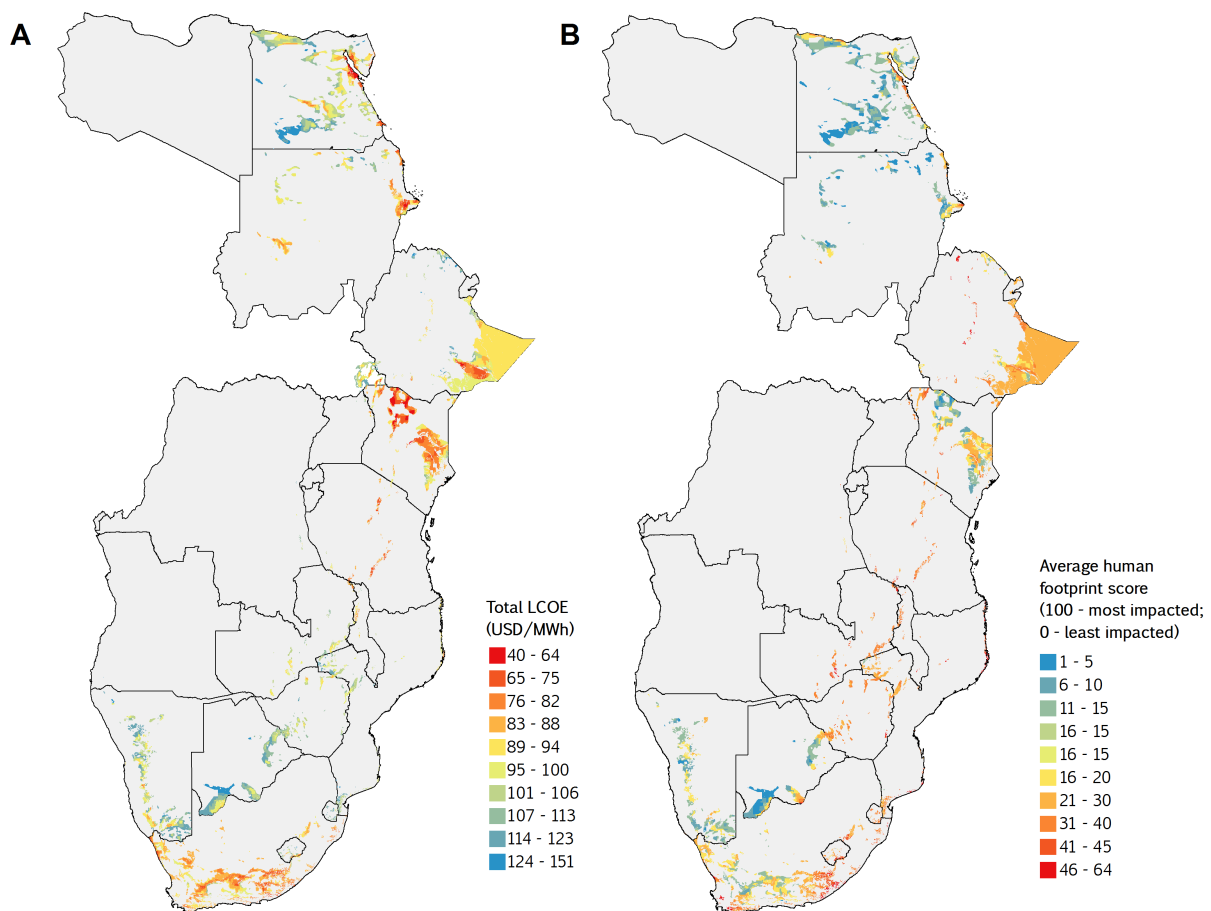 A
B
Total LCOE
(USD/MWh)
40 - 64
65 - 75
76 - 82
83 - 88
89 - 94
95 - 100
101 - 106
107 - 113
114 - 123
124 - 151
Average human
footprint score
(100 - most impacted;
0 - least impacted)
1 - 5
6 - 10
11 - 15
16 - 15
16 - 15
16 - 20
21 - 30
31 - 40
41 - 45
46 - 64